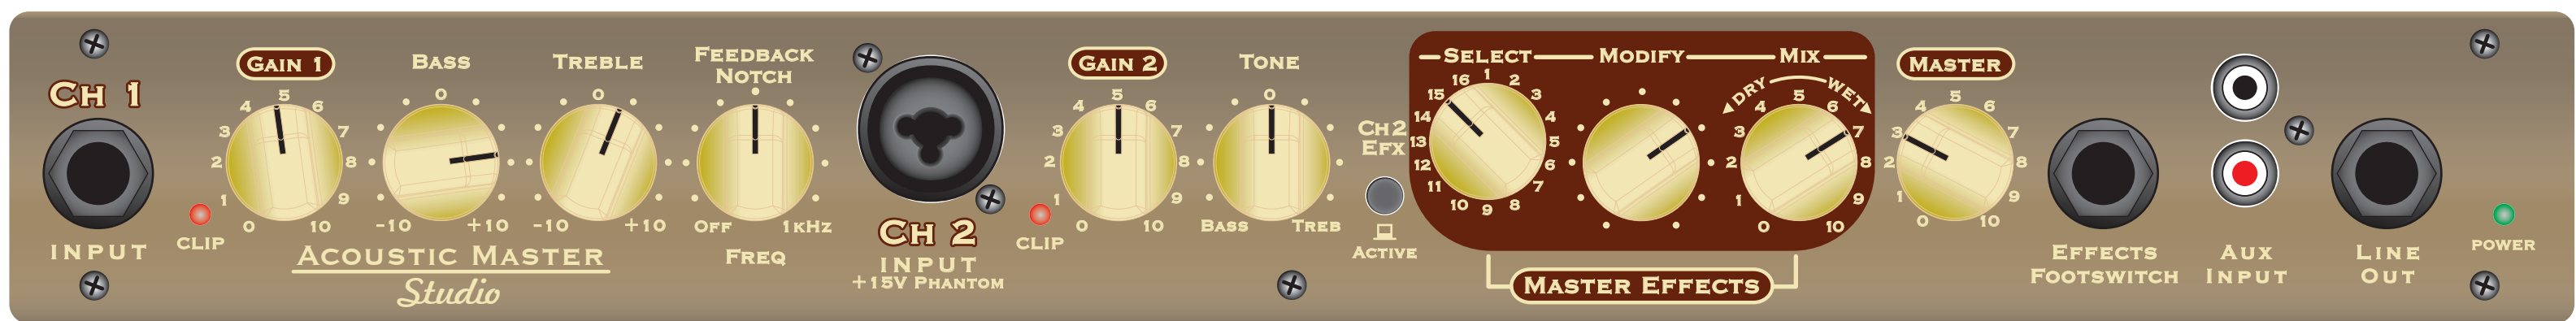 CH 1
INPUT
CLIP
GAIN 1
0 1 2 3 4 5 6 7 8 9 10
BASS
0
-10 +10
TREBLE
0
-10 +10
FEEDBACK
NOTCH
OFF 1KHZ
FREQ
ACOUSTIC MASTER
Studio
CH 2
INPUT
+15V PHANTOM
CLIP
GAIN 2
0 1 2 3 4 5 6 7 8 9 10
TONE
0
BASS TREB
CH 2
EFX
ACTIVE
SELECT
1 2 3 4 5 6 7 8 9 10 11 12 13 14 15 16
MODIFY
MIX
DRY WET
0 1 2 3 4 5 6 7 8 9 10
MASTER EFFECTS
MASTER
0 1 2 3 4 5 6 7 8 9 10
EFFECTS
FOOTSWITCH
AUX
INPUT
LINE
OUT
POWER